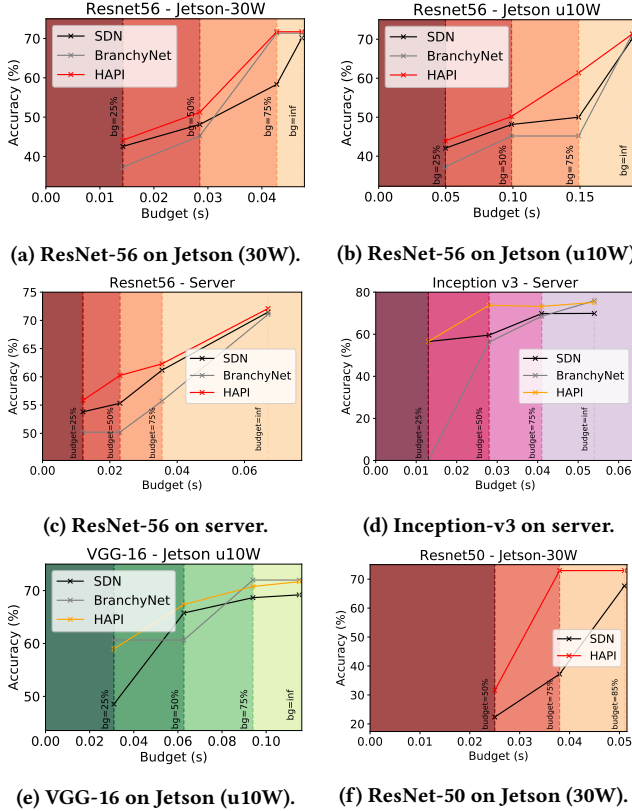 Resnet56 - Jetson-30W
Accuracy (%)
70
60
50
40
SDN
BranchyNet
HAPI
bg=25%
bg=50%
bg=75%
bg=inf
0.00 0.01 0.02 0.03 0.04
Budget (s)
(a) ResNet-56 on Jetson (30W).
Resnet56 - Jetson u10W
Accuracy (%)
70
60
50
40
SDN
BranchyNet
HAPI
bg=25%
bg=50%
bg=75%
bg=inf
0.00 0.05 0.10 0.15
Budget (s)
(b) ResNet-56 on Jetson (u10W)
Resnet56 - Server
Accuracy (%)
75
70
65
60
55
50
SDN
BranchyNet
HAPI
budget=25%
budget=50%
budget=75%
budget=inf
0.00 0.02 0.04 0.06
Budget (s)
(c) ResNet-56 on server.
Inception v3 - Server
Accuracy (%)
80
60
40
20
0
SDN
BranchyNet
HAPI
budget=25%
budget=50%
budget=75%
budget=inf
0.00 0.01 0.02 0.03 0.04 0.05 0.06
Budget (s)
(d) Inception-v3 on server.
VGG-16 - Jetson u10W
Accuracy (%)
70
60
50
SDN
BranchyNet
HAPI
bg=25%
bg=50%
bg=75%
bg=inf
0.00 0.02 0.04 0.06 0.08 0.10
Budget (s)
(e) VGG-16 on Jetson (u10W).
Resnet50 - Jetson-30W
Accuracy (%)
80
70
60
50
40
30
20
SDN
HAPI
budget=50%
budget=75%
budget=85%
0.00 0.01 0.02 0.03 0.04 0.05
Budget (s)
(f) ResNet-50 on Jetson (30W).